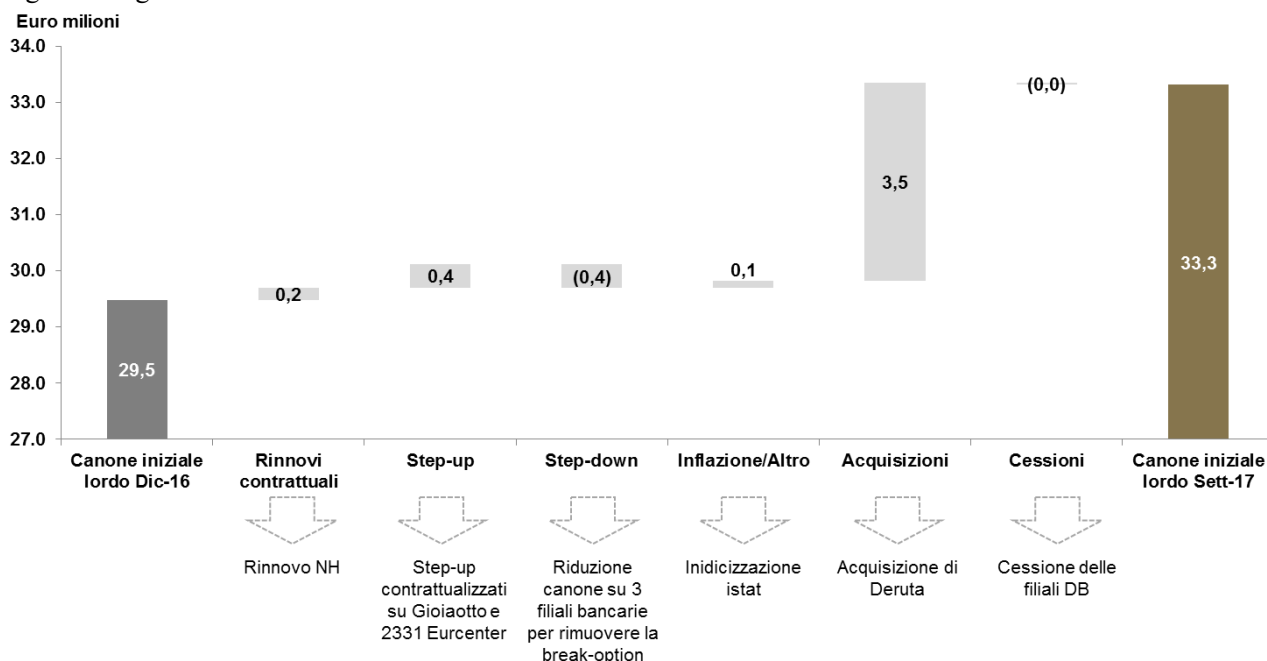 Euro milioni
34.0
33.0
32.0
31.0
30.0
29.0
28.0
27.0
29,5
0,2
0,4
(0,4)
0,1
3,5
(0,0)
33,3
Canone iniziale
lordo Dic-16
Rinnovi
contrattuali
Step-up
Step-down
Inflazione/Altro
Acquisizioni
Cessioni
Canone iniziale
lordo Sett-17
Rinnovo NH
Step-up
contrattualizzati
su Gioiaotto e
2331 Eurcenter
Riduzione
canone su 3
filiali bancarie
per rimuovere la
break-option
Inidicizzazione
istat
Acquisizione di
Deruta
Cessione delle
filiali DB